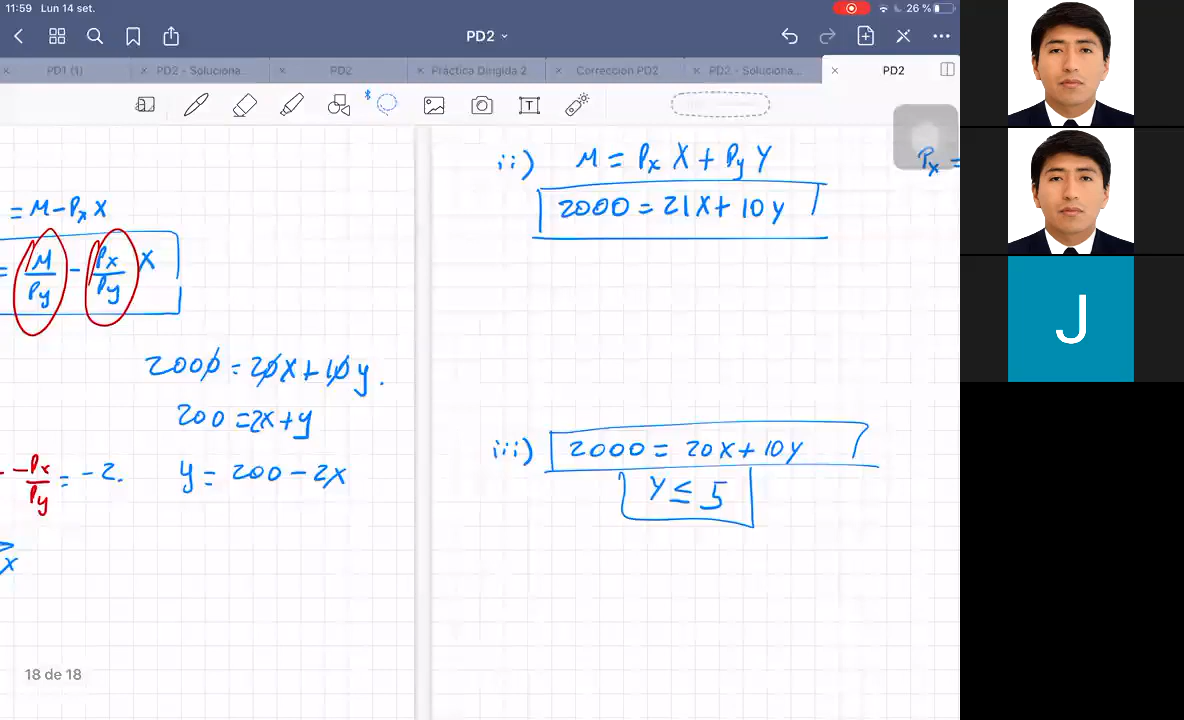 11:59 Lun 14 set.
26 %
PD2
PD1 (1)
PD2 - Soluciona...
PD2
Práctica Dirigida 2
Corrección PD2
PD2 - Soluciona...
PD2
= M - Px X
= M/Py - Px/Py X
2000 = 20X + 10y.
200 = 2x + y
- -Px/Py = -2.
y = 200 - 2x
x
18 de 18
ii) M = Px X + Py Y
2000 = 21X + 10Y
Px =
iii) 2000 = 20X + 10Y
Y ≤ 5
J